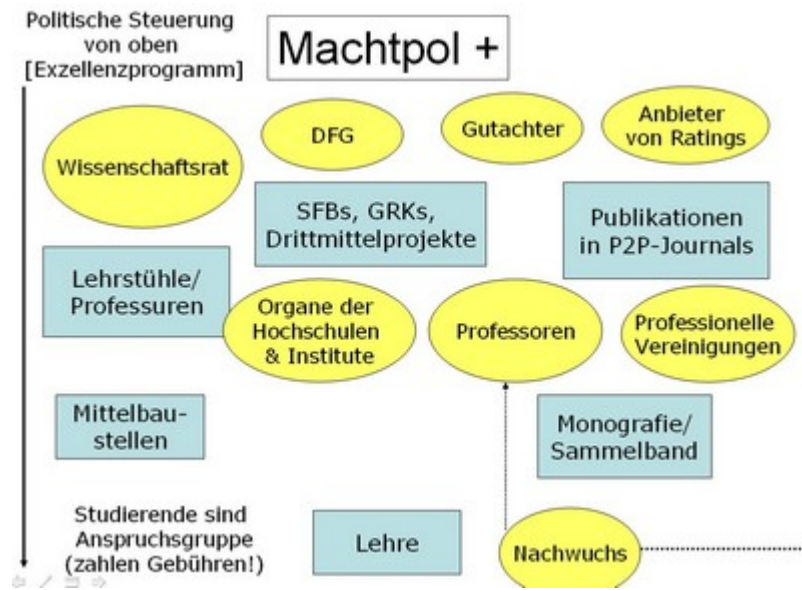 Politische Steuerung
von oben
[Exzellenzprogramm]
Machtpol +
Wissenschaftsrat
DFG
Gutachter
Anbieter
von Ratings
SFBs, GRKs,
Drittmittelprojekte
Publikationen
in P2P-Journals
Lehrstühle/
Professuren
Organe der
Hochschulen
& Institute
Professoren
Professionelle
Vereinigungen
Mittelbau-
stellen
Monografie/
Sammelband
Studierende sind
Anspruchsgruppe
(zahlen Gebühren!)
Lehre
Nachwuchs